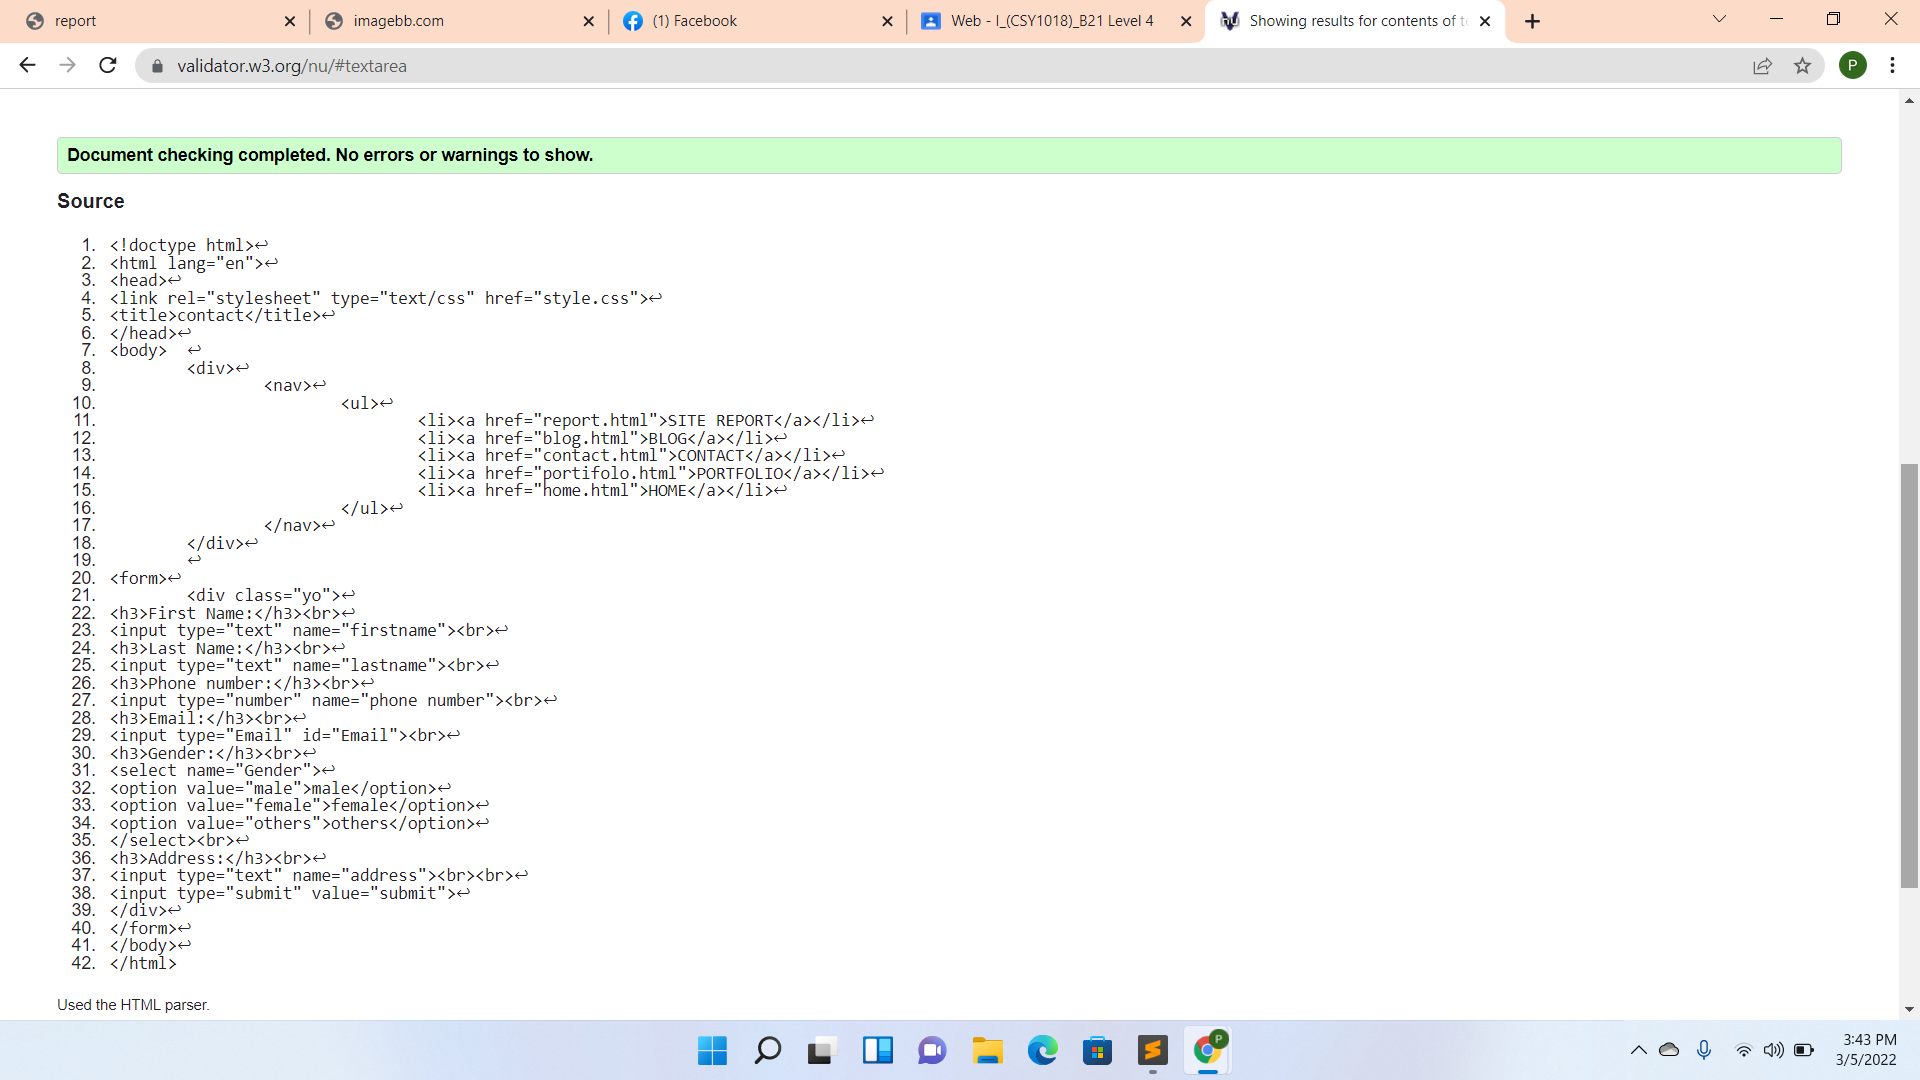 report
imagebb.com
(1) Facebook
Web - I_(CSY1018)_B21 Level 4
Showing results for contents of t
validator.w3.org/nu/#textarea
P
Document checking completed. No errors or warnings to show.
Source
1. <!doctype html>↩
2. <html lang="en">↩
3. <head>↩
4. <link rel="stylesheet" type="text/css" href="style.css">↩
5. <title>contact</title>↩
6. </head>↩
7. <body>  ↩
8. <div>↩
9. <nav>↩
10. <ul>↩
11. <li><a href="report.html">SITE REPORT</a></li>↩
12. <li><a href="blog.html">BLOG</a></li>↩
13. <li><a href="contact.html">CONTACT</a></li>↩
14. <li><a href="portifolo.html">PORTFOLIO</a></li>↩
15. <li><a href="home.html">HOME</a></li>↩
16. </ul>↩
17. </nav>↩
18. </div>↩
19. ↩
20. <form>↩
21. <div class="yo">↩
22. <h3>First Name:</h3><br>↩
23. <input type="text" name="firstname"><br>↩
24. <h3>Last Name:</h3><br>↩
25. <input type="text" name="lastname"><br>↩
26. <h3>Phone number:</h3><br>↩
27. <input type="number" name="phone number"><br>↩
28. <h3>Email:</h3><br>↩
29. <input type="Email" id="Email"><br>↩
30. <h3>Gender:</h3><br>↩
31. <select name="Gender">↩
32. <option value="male">male</option>↩
33. <option value="female">female</option>↩
34. <option value="others">others</option>↩
35. </select><br>↩
36. <h3>Address:</h3><br>↩
37. <input type="text" name="address"><br><br>↩
38. <input type="submit" value="submit">↩
39. </div>↩
40. </form>↩
41. </body>↩
42. </html>
Used the HTML parser.
P
3:43 PM
3/5/2022